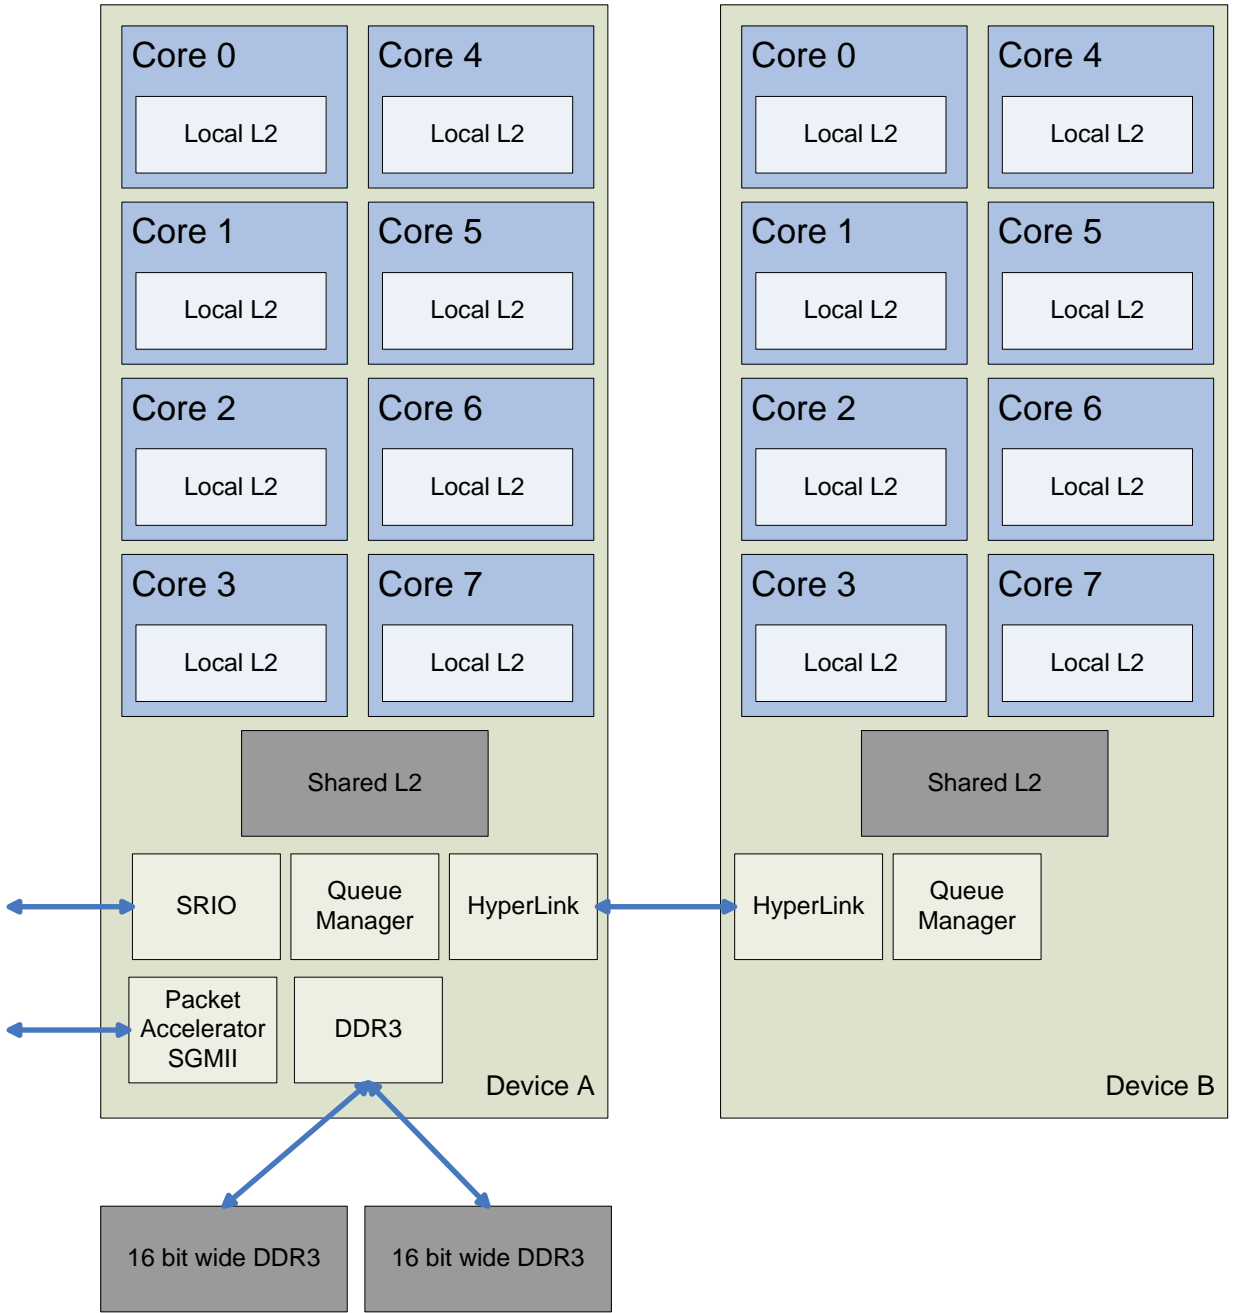 Core 0
Local L2
Core 4
Local L2
Core 1
Local L2
Core 5
Local L2
Core 2
Local L2
Core 6
Local L2
Core 3
Local L2
Core 7
Local L2
Shared L2
SRIO
Queue
Manager
HyperLink
Packet
Accelerator
SGMII
DDR3
Device A
16 bit wide DDR3
16 bit wide DDR3
Core 0
Local L2
Core 4
Local L2
Core 1
Local L2
Core 5
Local L2
Core 2
Local L2
Core 6
Local L2
Core 3
Local L2
Core 7
Local L2
Shared L2
HyperLink
Queue
Manager
Device B